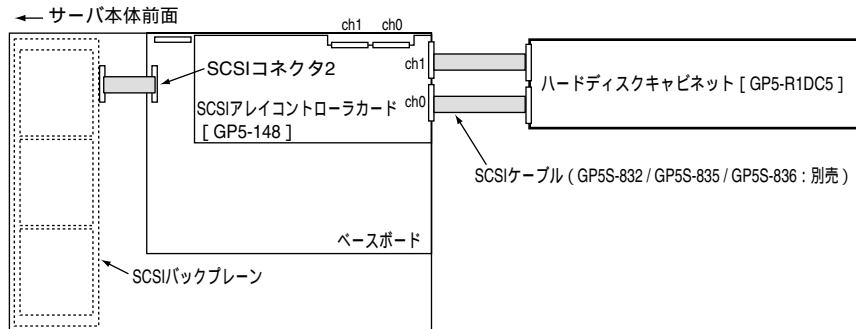 ← サーバ本体前面
ch1 ch0
SCSIコネクタ2
ch1
ch0
SCSIアレイコントローラカード
[ GP5-148 ]
ハードディスクキャビネット [ GP5-R1DC5 ]
SCSIケーブル ( GP5S-832 / GP5S-835 / GP5S-836 : 別売 )
ベースボード
SCSIバックプレーン